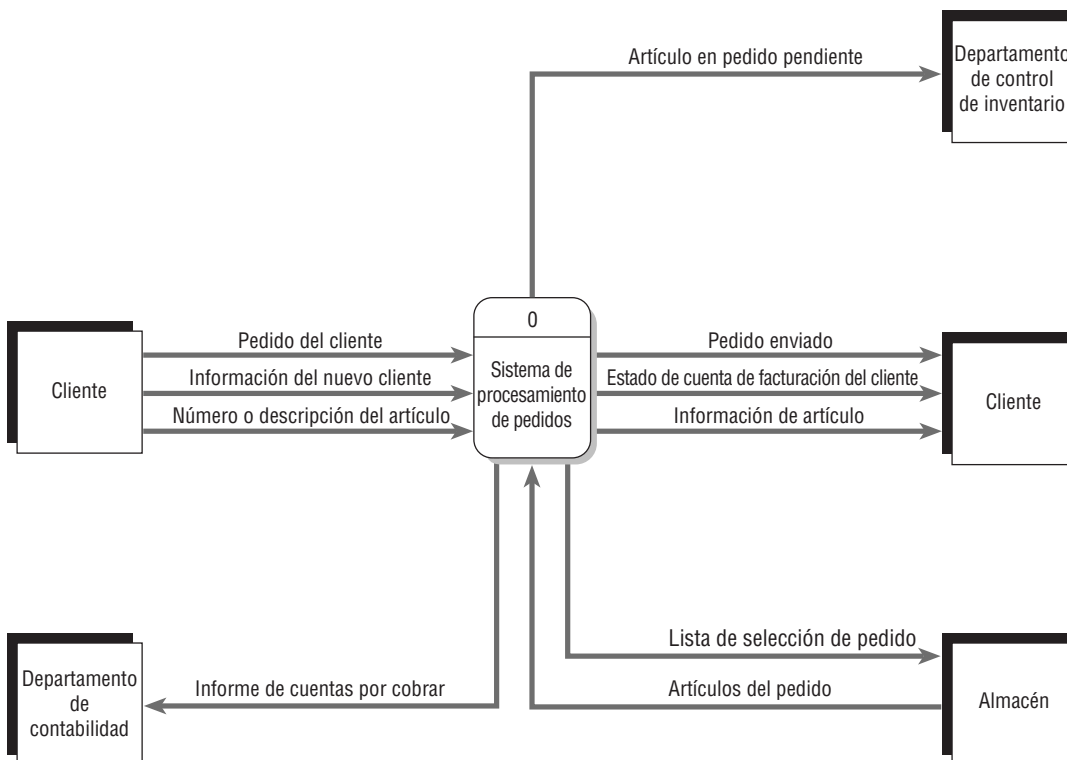 Artículo en pedido pendiente
Departamento
de control
de inventario
0
Sistema de
procesamiento
de pedidos
Cliente
Pedido del cliente
Información del nuevo cliente
Número o descripción del artículo
Pedido enviado
Estado de cuenta de facturación del cliente
Información de artículo
Cliente
Departamento
de
contabilidad
Informe de cuentas por cobrar
Lista de selección de pedido
Artículos del pedido
Almacén